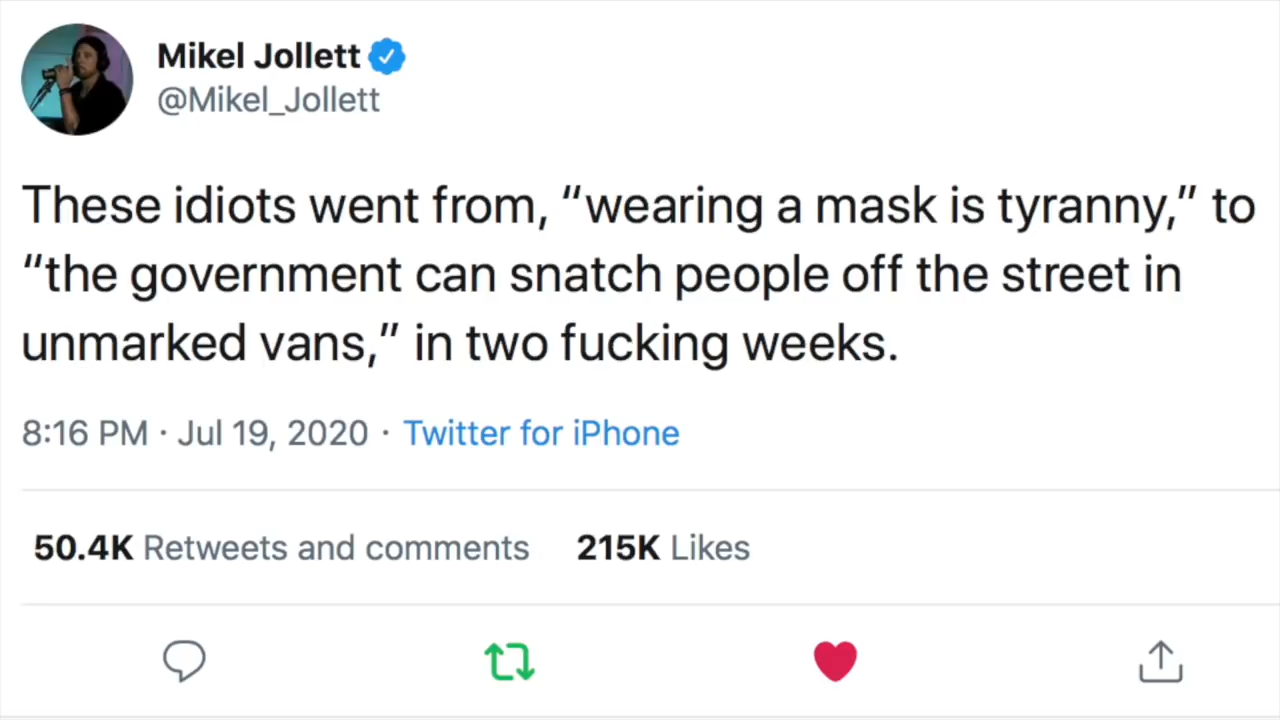 Mikel Jollett
@Mikel_Jollett
These idiots went from, “wearing a mask is tyranny,” to
“the government can snatch people off the street in
unmarked vans,” in two fucking weeks.
8:16 PM · Jul 19, 2020 · Twitter for iPhone
50.4K Retweets and comments 215K Likes